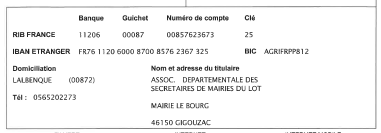 Banque Guichet Numéro de compte Clé
RIB FRANCE 11206 00087 00857623673 25
IBAN ETRANGER FR76 1120 6000 8700 8576 2367 325 BIC AGRIFRPP812
Domiciliation Nom et adresse du titulaire
LALBENQUE (00872) ASSOC. DEPARTEMENTALE DES
SECRETAIRES DE MAIRIES DU LOT
Tél : 0565202273
MAIRIE LE BOURG
46150 GIGOUZAC